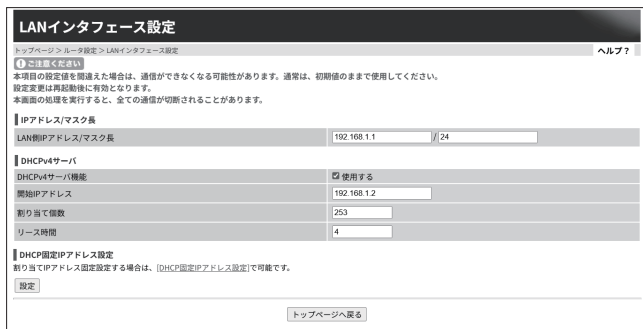 LANインタフェース設定
トップページ > ルータ設定 > LANインタフェース設定
ヘルプ?
ご注意ください
本項目の設定値を間違えた場合は、通信ができなくなる可能性があります。通常は、初期値のままで使用してください。
設定変更は再起動後に有効となります。
本画面の処理を実行すると、全ての通信が切断されることがあります。
IPアドレス/マスク長
LAN側IPアドレス/マスク長 192.168.1.1 / 24
DHCPv4サーバ
DHCPv4サーバ機能 使用する
開始IPアドレス 192.168.1.2
割り当て個数 253
リース時間 4
DHCP固定IPアドレス設定
割り当てIPアドレス固定設定する場合は、[DHCP固定IPアドレス設定]で可能です。
設定
トップページへ戻る